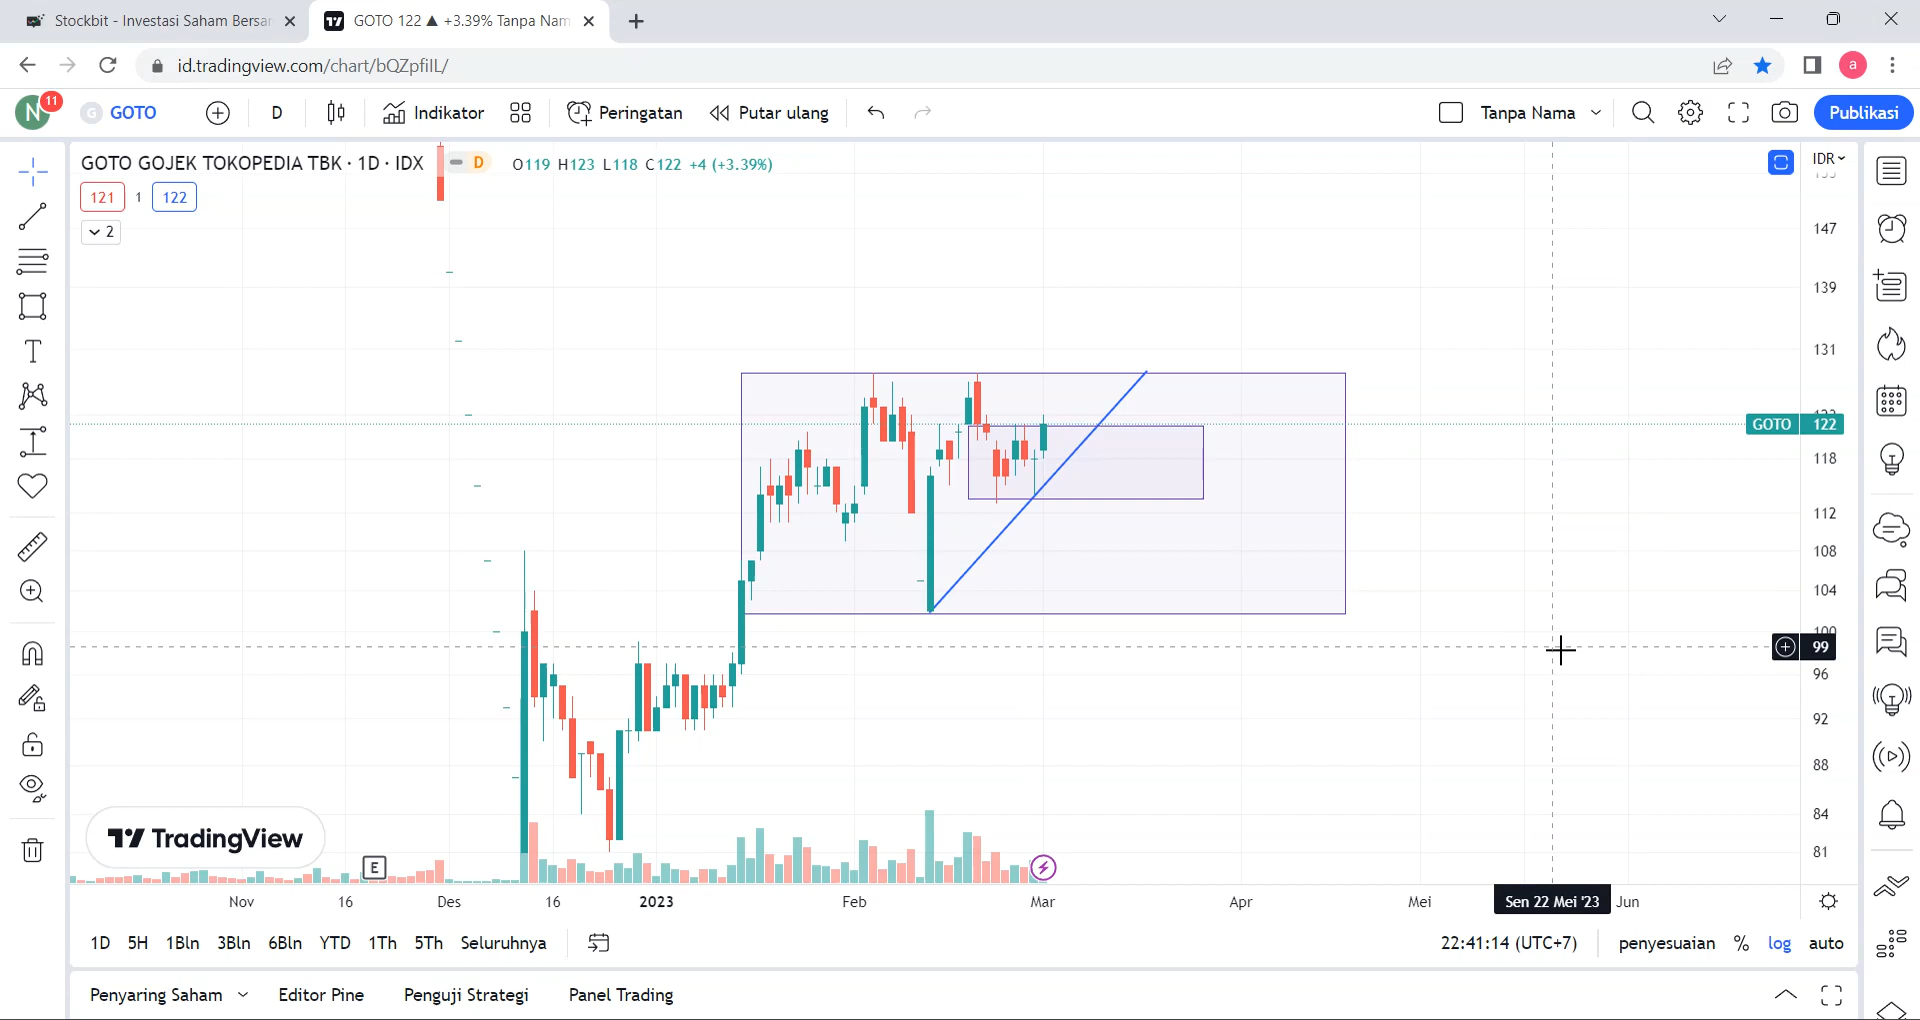 Stockbit - Investasi Saham Bersar
GOTO 122 ▲ +3.39% Tanpa Nam
id.tradingview.com/chart/bQZpfiIL/
a
N
11
G
GOTO
D
Indikator
Peringatan
Putar ulang
Tanpa Nama
Publikasi
GOTO GOJEK TOKOPEDIA TBK · 1D · IDX
D
O119 H123 L118 C122 +4 (+3.39%)
IDR
121
1
122
2
147
139
131
GOTO 122
118
112
108
104
100
99
96
92
88
84
81
TradingView
E
Nov
16
Des
16
2023
Feb
Mar
Apr
Mei
Sen 22 Mei '23
Jun
1D
5H
1Bln
3Bln
6Bln
YTD
1Th
5Th
Seluruhnya
22:41:14 (UTC+7)
penyesuaian
%
log
auto
Penyaring Saham
Editor Pine
Penguji Strategi
Panel Trading